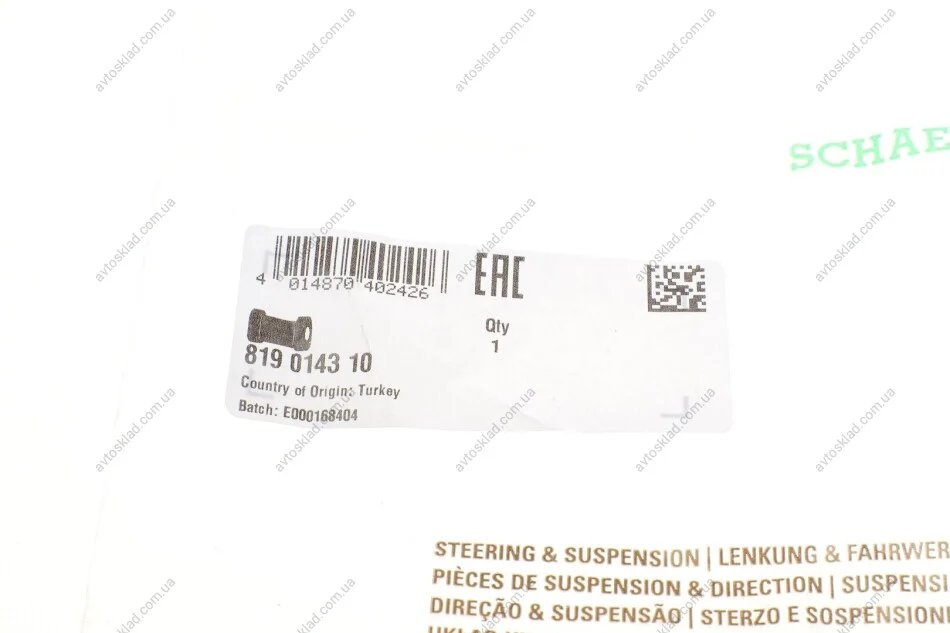 SCHAE
4 014870 402426
EAC
Qty
1
819 0143 10
Country of Origin: Turkey
Batch: E000168404
STEERING & SUSPENSION | LENKUNG & FAHRWER
PIÈCES DE SUSPENSION & DIRECTION | SUSPENSI
DIREÇÃO & SUSPENSÃO | STERZO E SOSPENSIONI
avtosklad.com.ua